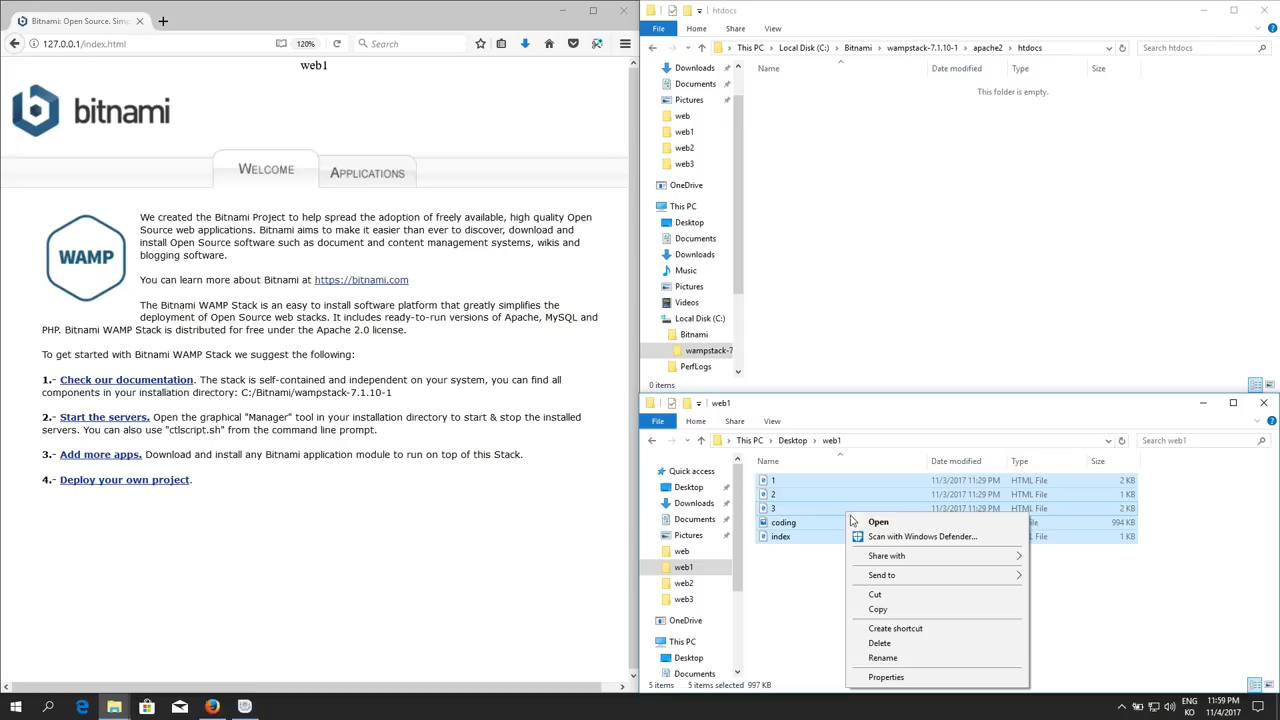 Bitnami: Open Source. Simp
127.0.0.1/index.html
120%
Search
web1
bitnami
Welcome
Applications
WAMP
We created the Bitnami Project to help spread the adoption of freely available, high quality Open
Source web applications. Bitnami aims to make it easier than ever to discover, download and
install Open Source software such as document and content management systems, wikis and
blogging software.
You can learn more about Bitnami at https://bitnami.com
The Bitnami WAMP Stack is an easy to install software platform that greatly simplifies the
deployment of Open Source web stacks. It includes ready-to-run versions of Apache, MySQL and
PHP. Bitnami WAMP Stack is distributed for free under the Apache 2.0 license.
To get started with Bitnami WAMP Stack we suggest the following:
1.- Check our documentation. The stack is self-contained and independent on your system, you can find all
components in your installation directory: C:/Bitnami/wampstack-7.1.10-1
2.- Start the servers. Open the graphical "Manager" tool in your installation directory to start & stop the installed
servers. You can also use "ctlscript.sh" from the command line prompt.
3.- Add more apps. Download and install any Bitnami application module to run on top of this Stack.
4.- Deploy your own project.
htdocs
File Home Share View
This PC Local Disk (C:) Bitnami wampstack-7.1.10-1 apache2 htdocs
Search htdocs
Name Date modified Type Size
This folder is empty.
Downloads
Documents
Pictures
web
web1
web2
web3
OneDrive
This PC
Desktop
Documents
Downloads
Music
Pictures
Videos
Local Disk (C:)
Bitnami
wampstack-7
PerfLogs
0 items
web1
File Home Share View
This PC Desktop web1
Search web1
Name Date modified Type Size
Quick access
Desktop
Downloads
Documents
Pictures
web
web1
web2
web3
OneDrive
This PC
Desktop
Documents
1 11/3/2017 11:29 PM HTML File 2 KB
2 11/3/2017 11:29 PM HTML File 1 KB
3 11/3/2017 11:29 PM HTML File 2 KB
coding 994 KB
index 1 KB
Open
Scan with Windows Defender...
Share with
Send to
Cut
Copy
Create shortcut
Delete
Rename
Properties
5 items 5 items selected 997 KB
ENG
KO
11:59 PM
11/4/2017